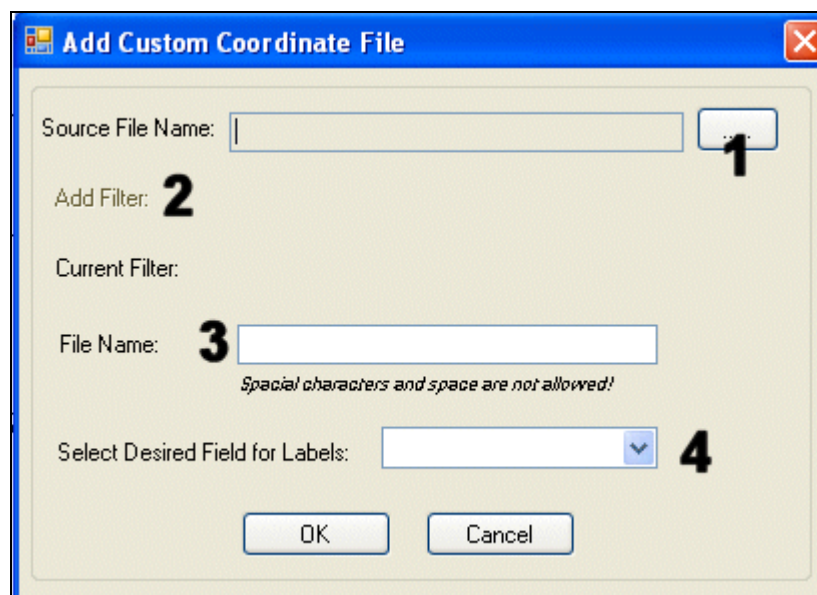 Add Custom Coordinate File
Source File Name: ..... 1
Add Filter: 2
Current Filter:
File Name: 3
Spacial characters and space are not allowed!
Select Desired Field for Labels: 4
OK Cancel